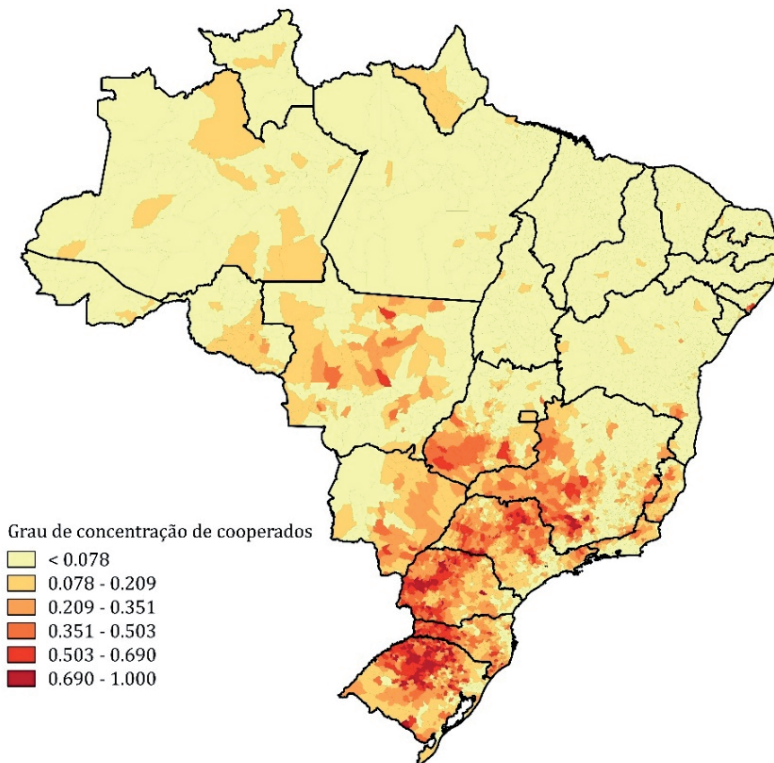 Grau de concentração de cooperados
< 0.078
0.078 - 0.209
0.209 - 0.351
0.351 - 0.503
0.503 - 0.690
0.690 - 1.000